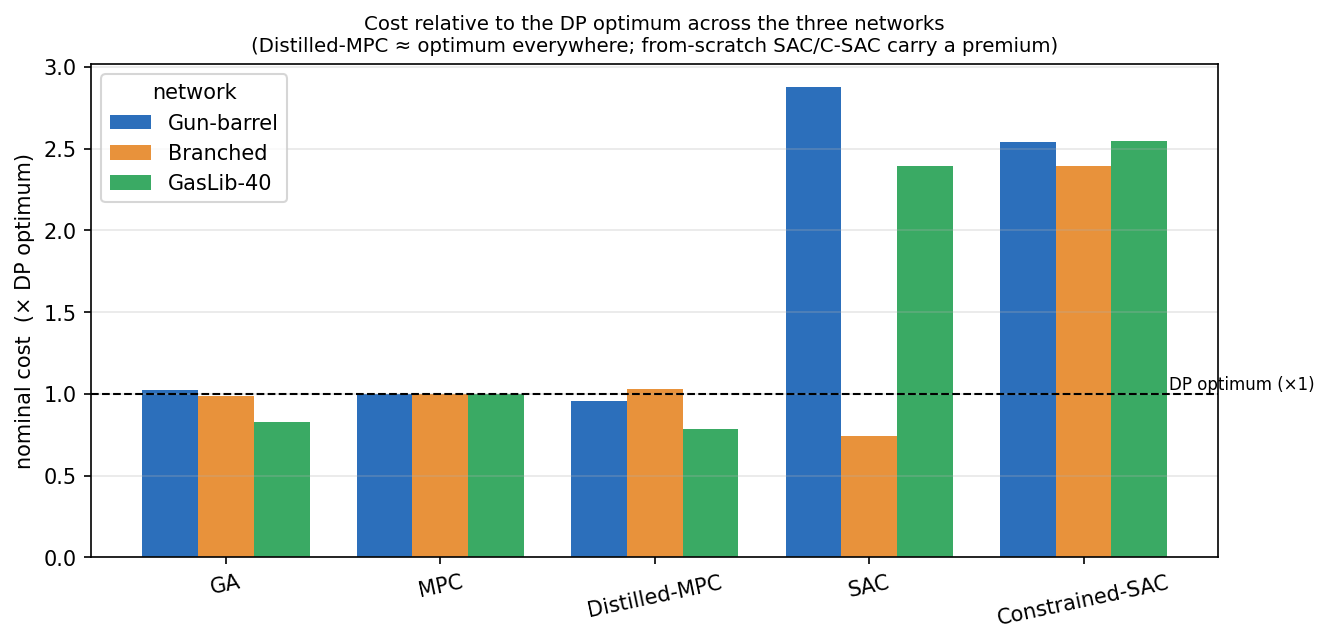 Cost relative to the DP optimum across the three networks
(Distilled-MPC ≈ optimum everywhere; from-scratch SAC/C-SAC carry a premium)
nominal cost (× DP optimum)
3.0
2.5
2.0
1.5
1.0
0.5
0.0
network
Gun-barrel
Branched
GasLib-40
DP optimum (×1)
GA
MPC
Distilled-MPC
SAC
Constrained-SAC